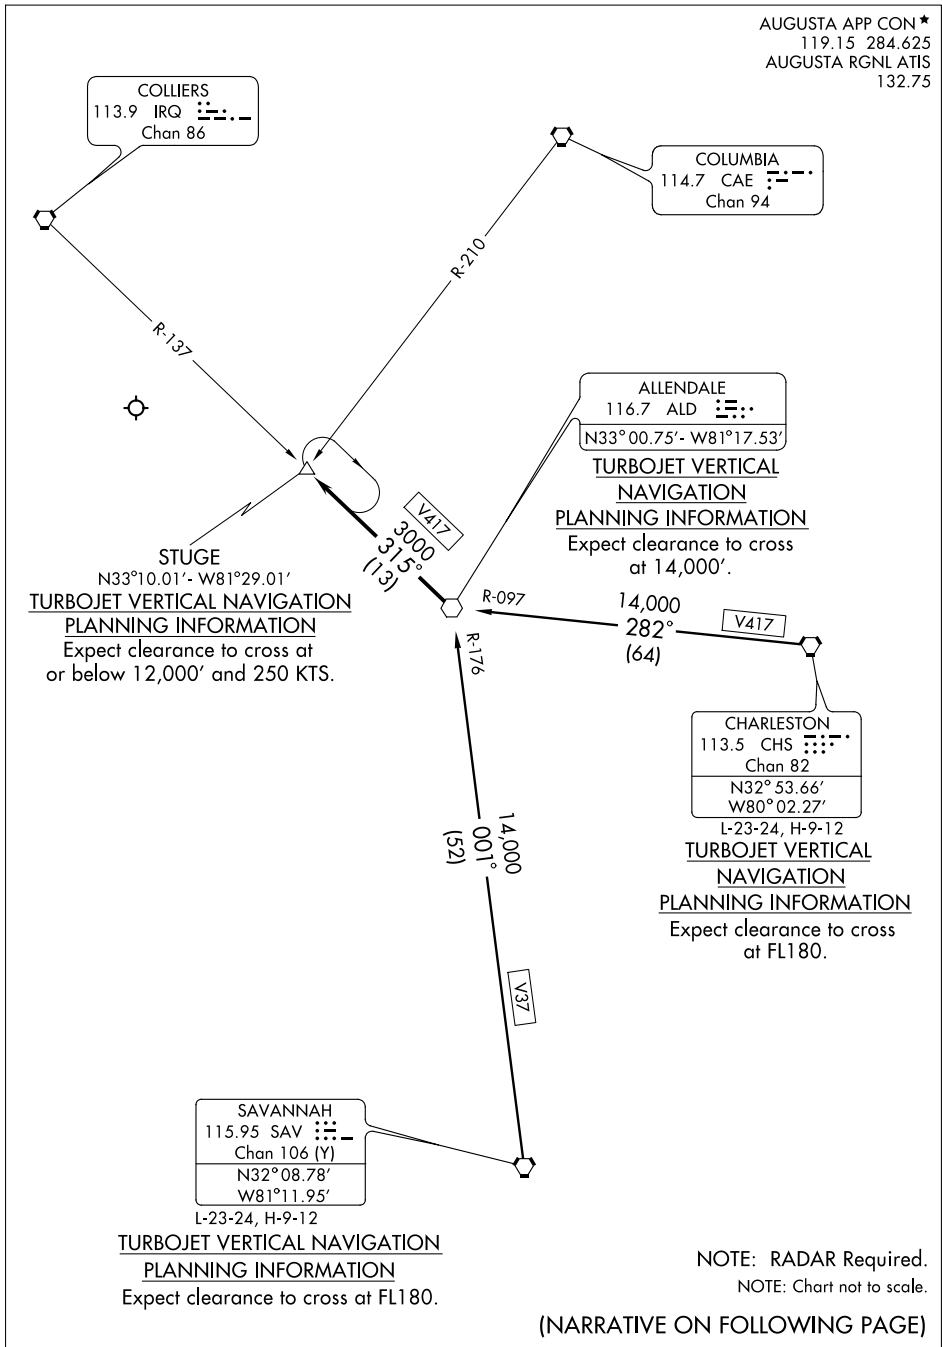 AUGUSTA APP CON ★
119.15 284.625
AUGUSTA RGNL ATIS
132.75
COLLIERS
113.9 IRQ
Chan 86
COLUMBIA
114.7 CAE
Chan 94
R-210
R-137
ALLENDALE
116.7 ALD
N33°00.75′- W81°17.53′
TURBOJET VERTICAL
NAVIGATION
PLANNING INFORMATION
Expect clearance to cross
at 14,000′.
V417
3000
315°
(13)
STUGE
N33°10.01′- W81°29.01′
TURBOJET VERTICAL NAVIGATION
PLANNING INFORMATION
Expect clearance to cross at
or below 12,000′ and 250 KTS.
R-097
14,000
282°
(64)
V417
R-176
CHARLESTON
113.5 CHS
Chan 82
N32°53.66′
W80°02.27′
L-23-24, H-9-12
TURBOJET VERTICAL
NAVIGATION
PLANNING INFORMATION
Expect clearance to cross
at FL180.
14,000
001°
(52)
V37
SAVANNAH
115.95 SAV
Chan 106 (Y)
N32°08.78′
W81°11.95′
L-23-24, H-9-12
TURBOJET VERTICAL NAVIGATION
PLANNING INFORMATION
Expect clearance to cross at FL180.
NOTE: RADAR Required.
NOTE: Chart not to scale.
(NARRATIVE ON FOLLOWING PAGE)